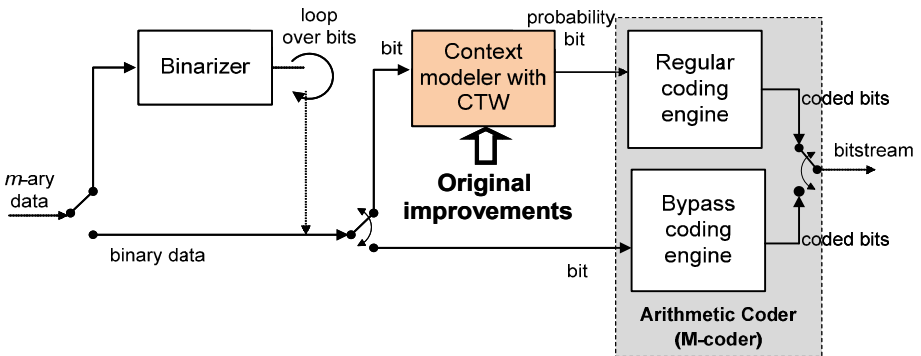 loop
over bits
Binarizer
m-ary
data
binary data
bit
Context
modeler with
CTW
Original
improvements
probability
bit
bit
Regular
coding
engine
Bypass
coding
engine
coded bits
coded bits
bitstream
Arithmetic Coder
(M-coder)